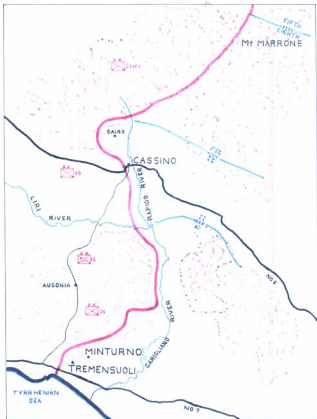 FIFTH
EIGHTH
Mt MARRONE
CAIRO
CASSINO
RAPIDO
RIVER
LIRI
RIVER
AUSONIA
GARIGLIANO
RIVER
NO 6
MINTURNO
TREMENSUOLI
TYRRHENIAN
SEA
NO 7